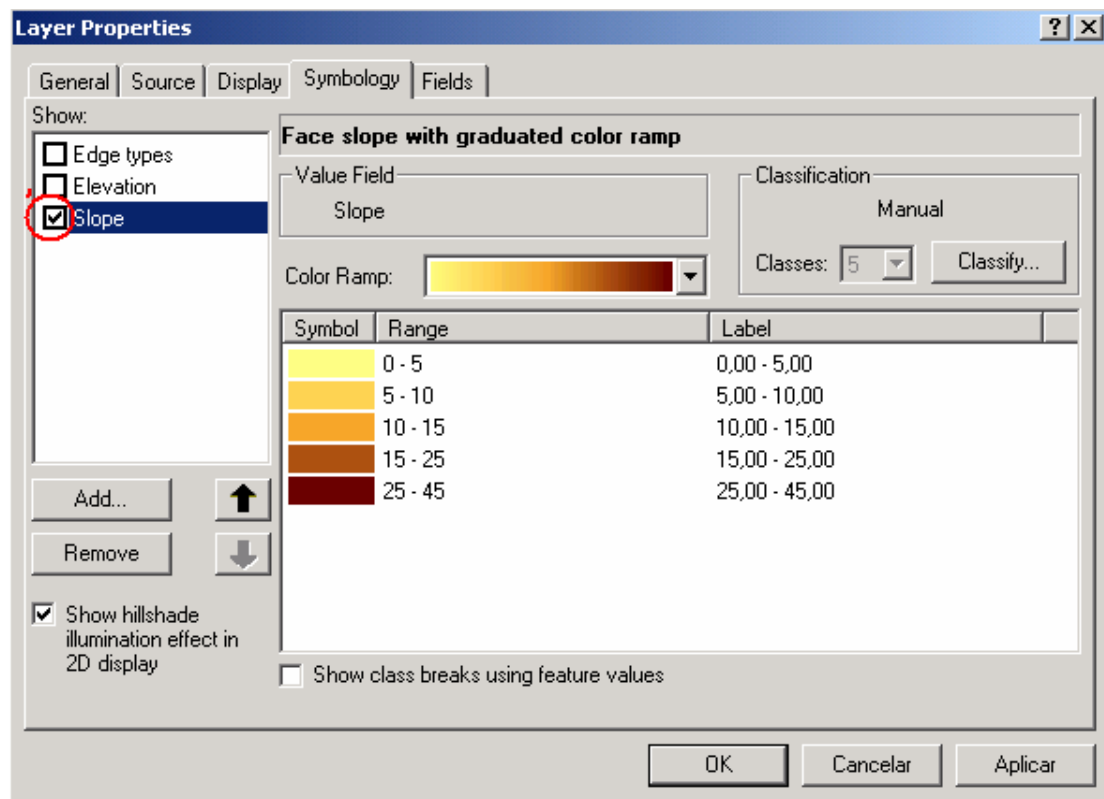 Layer Properties
General Source Display Symbology Fields
Show:
Edge types
Elevation
Slope
Add...
Remove
Show hillshade
illumination effect in
2D display
Face slope with graduated color ramp
Value Field
Slope
Classification
Manual
Classes: 5 Classify...
Color Ramp:
Symbol Range Label
0 - 5 0,00 - 5,00
5 - 10 5,00 - 10,00
10 - 15 10,00 - 15,00
15 - 25 15,00 - 25,00
25 - 45 25,00 - 45,00
Show class breaks using feature values
OK Cancelar Aplicar